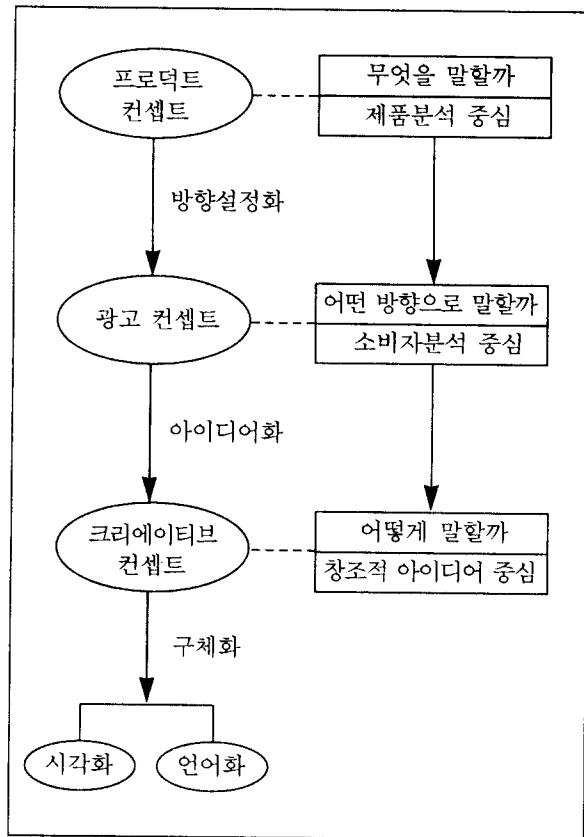 프로덕트
컨셉트
무엇을 말할까
제품분석 중심
방향설정화
광고 컨셉트
어떤 방향으로 말할까
소비자분석 중심
아이디어화
크리에이티브
컨셉트
어떻게 말할까
창조적 아이디어 중심
구체화
시각화
언어화